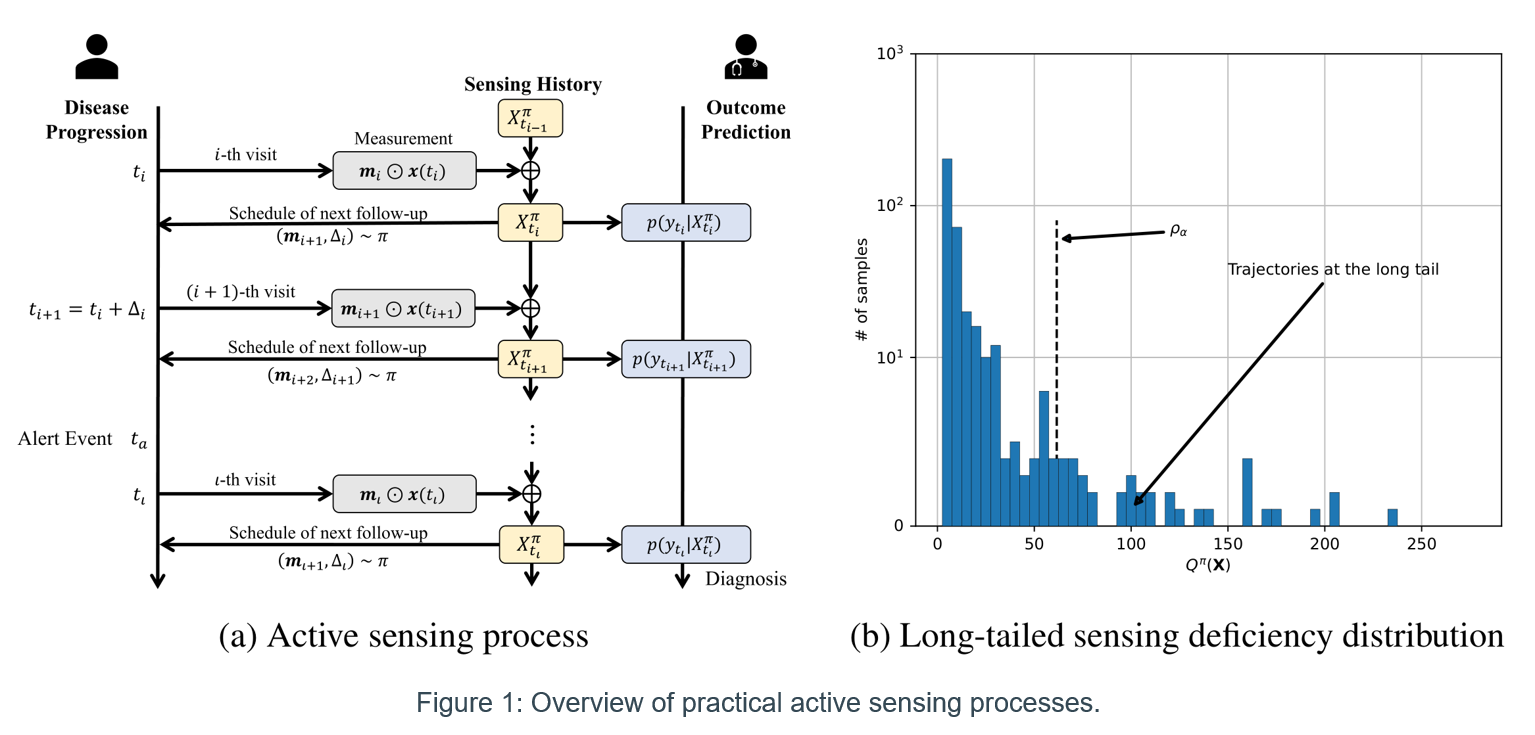 Disease
Progression
Sensing History
Outcome
Prediction
$X^{\pi}_{t_{i-1}}$
Measurement
$i$-th visit
$t_i$
$\boldsymbol{m}_i \odot \boldsymbol{x}(t_i)$
Schedule of next follow-up
$X^{\pi}_{t_i}$
$p(y_{t_i}|X^{\pi}_{t_i})$
$(\boldsymbol{m}_{i+1}, \Delta_i) \sim \pi$
$(i+1)$-th visit
$t_{i+1} = t_i + \Delta_i$
$\boldsymbol{m}_{i+1} \odot \boldsymbol{x}(t_{i+1})$
Schedule of next follow-up
$X^{\pi}_{t_{i+1}}$
$p(y_{t_{i+1}}|X^{\pi}_{t_{i+1}})$
$(\boldsymbol{m}_{i+2}, \Delta_{i+1}) \sim \pi$
Alert Event $t_a$
⋮
$\iota$-th visit
$t_\iota$
$\boldsymbol{m}_\iota \odot \boldsymbol{x}(t_\iota)$
Schedule of next follow-up
$X^{\pi}_{t_\iota}$
$p(y_{t_\iota}|X^{\pi}_{t_\iota})$
$(\boldsymbol{m}_{\iota+1}, \Delta_\iota) \sim \pi$
Diagnosis
(a) Active sensing process
$10^3$
$10^2$
$10^1$
0
# of samples
$\rho_\alpha$
Trajectories at the long tail
0 50 100 150 200 250
$Q^{\pi}(\mathbf{X})$
(b) Long-tailed sensing deficiency distribution
Figure 1: Overview of practical active sensing processes.